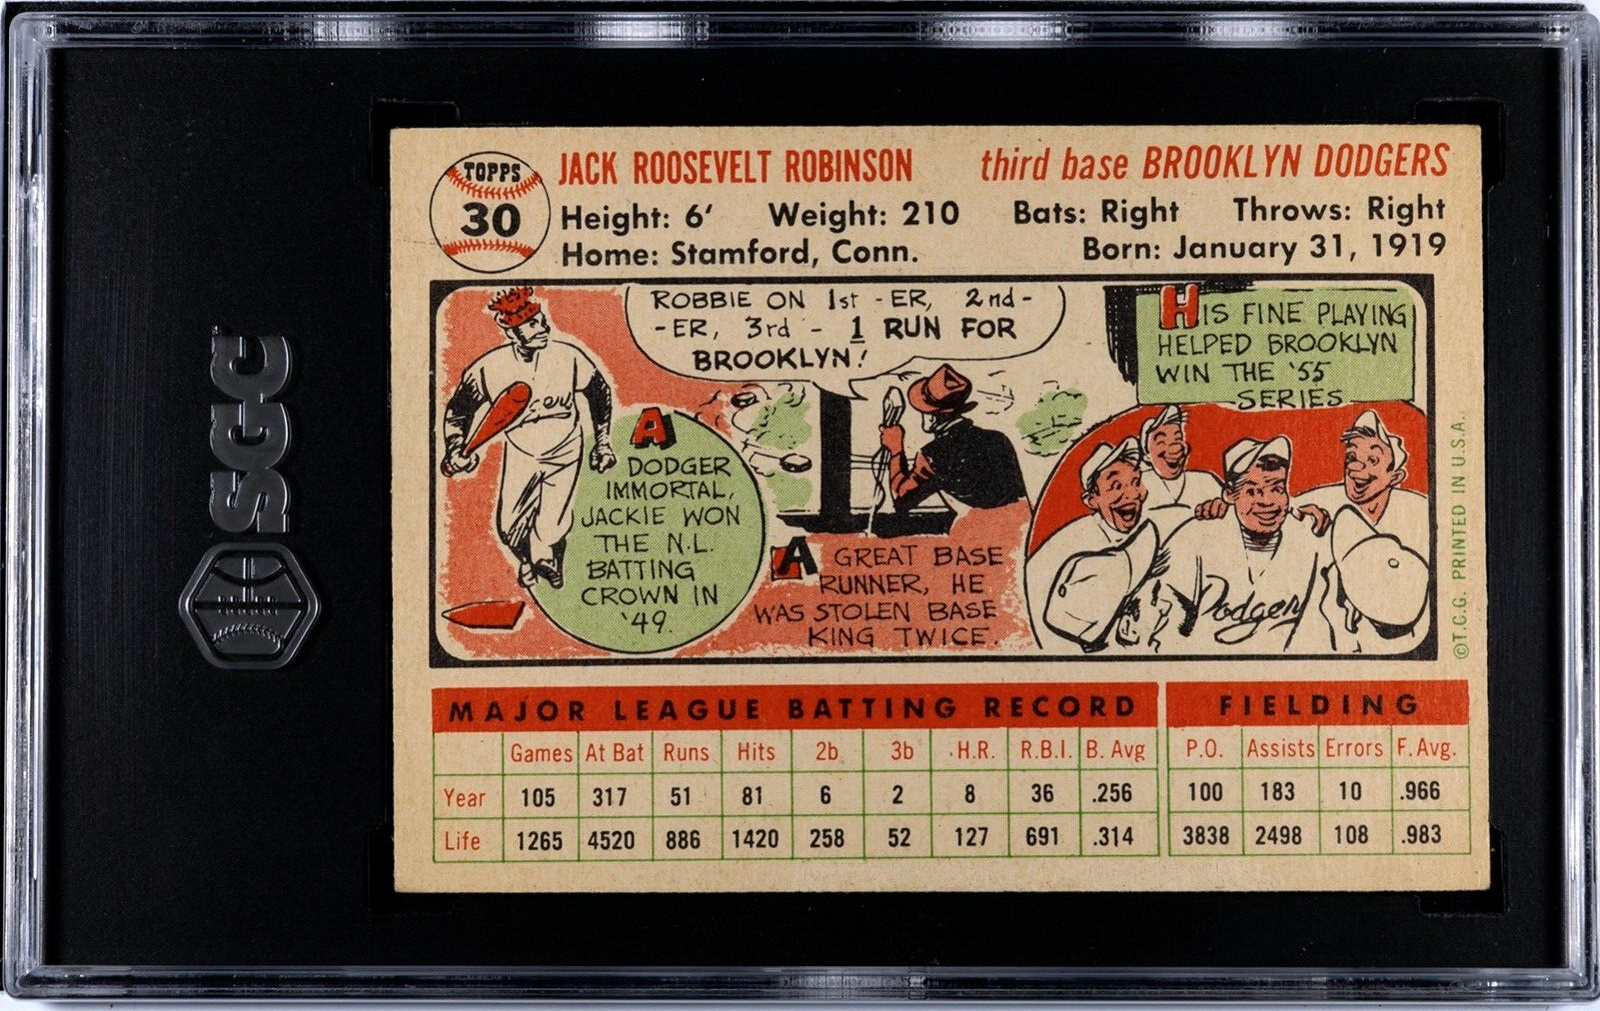 SGC
TOPPS
30
JACK ROOSEVELT ROBINSON third base BROOKLYN DODGERS
Height: 6' Weight: 210 Bats: Right Throws: Right
Home: Stamford, Conn. Born: January 31, 1919
ROBBIE ON 1st - ER, 2nd -
- ER, 3rd - 1 RUN FOR
BROOKLYN!
A
DODGER
IMMORTAL,
JACKIE WON
THE N.L.
BATTING
CROWN IN
'49.
A GREAT BASE
RUNNER, HE
WAS STOLEN BASE
KING TWICE.
HIS FINE PLAYING
HELPED BROOKLYN
WIN THE '55
SERIES
Dodgers
©T.C.G. PRINTED IN U.S.A.
MAJOR LEAGUE BATTING RECORD FIELDING
Games At Bat Runs Hits 2b 3b H.R. R.B.I. B. Avg P.O. Assists Errors F. Avg.
Year 105 317 51 81 6 2 8 36 .256 100 183 10 .966
Life 1265 4520 886 1420 258 52 127 691 .314 3838 2498 108 .983